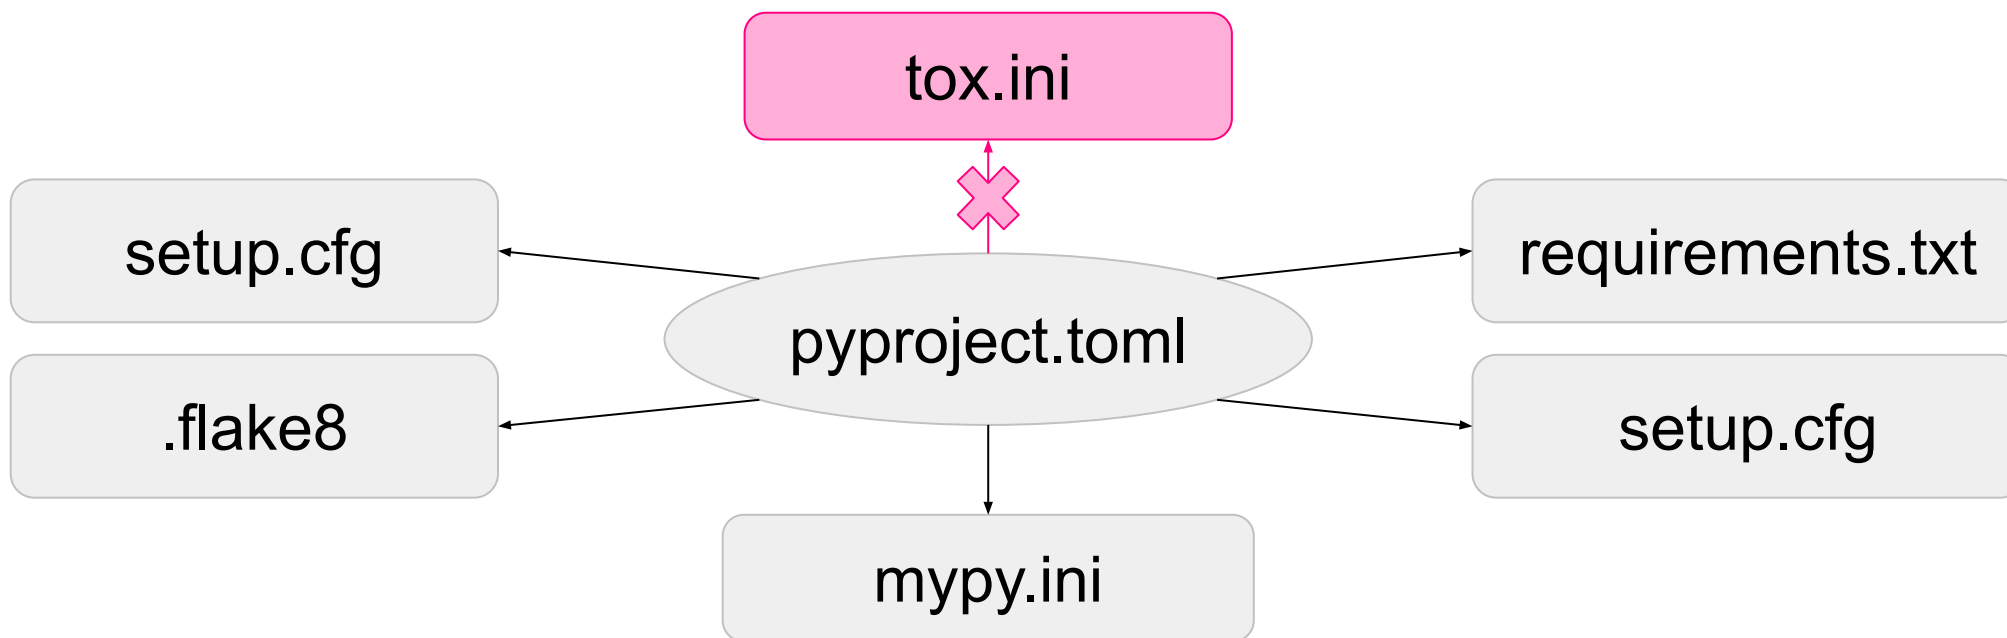 tox.ini
setup.cfg
requirements.txt
pyproject.toml
.flake8
setup.cfg
mypy.ini